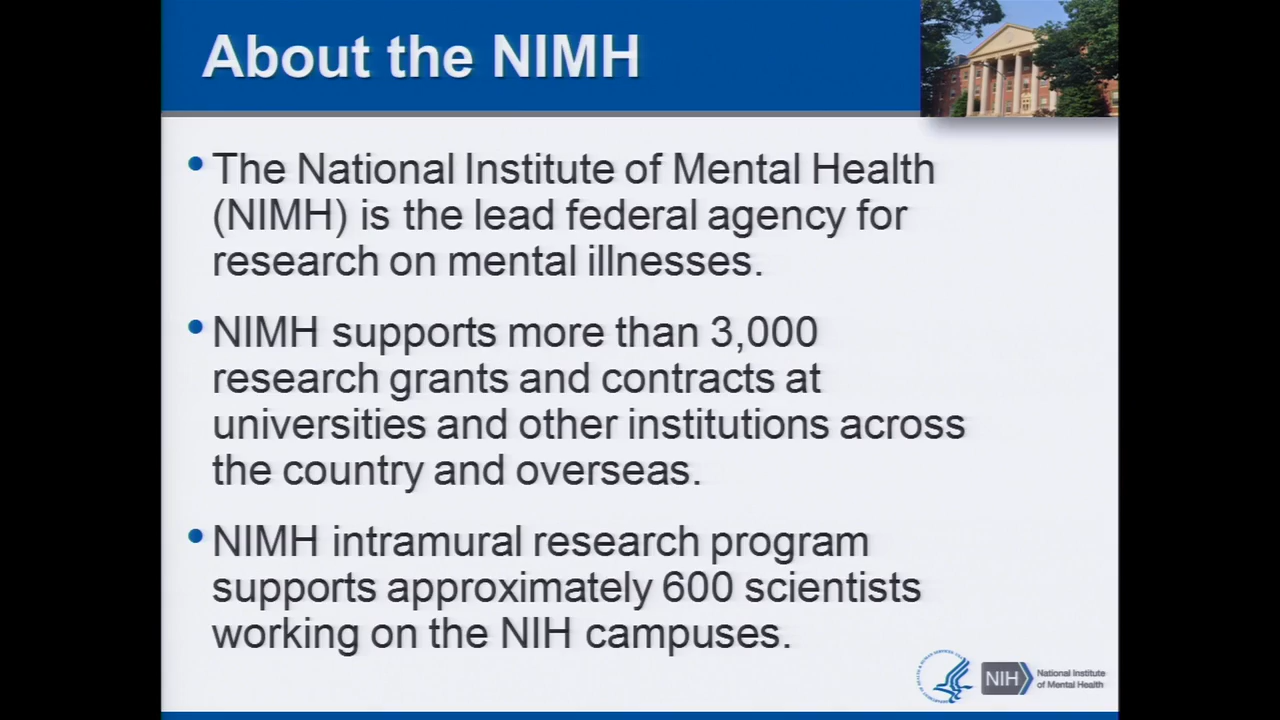 About the NIMH
• The National Institute of Mental Health
(NIMH) is the lead federal agency for
research on mental illnesses.
• NIMH supports more than 3,000
research grants and contracts at
universities and other institutions across
the country and overseas.
• NIMH intramural research program
supports approximately 600 scientists
working on the NIH campuses.
NIH
National Institute
of Mental Health